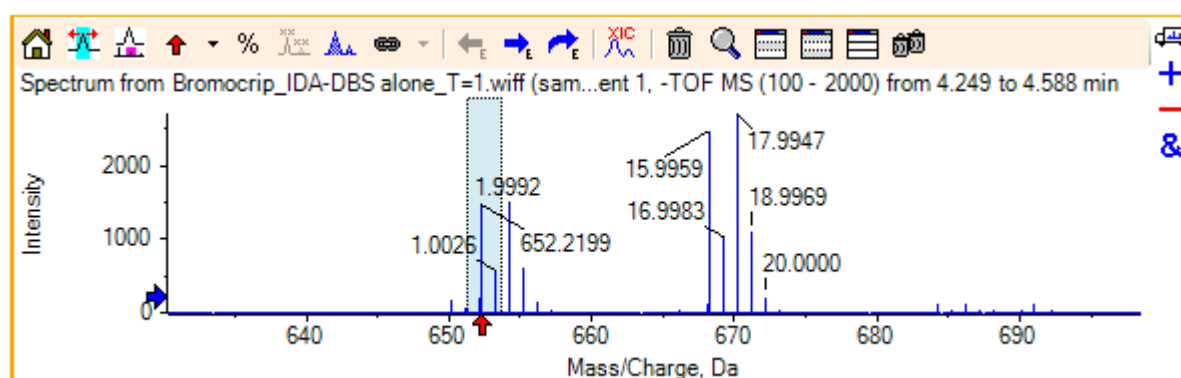 % XIC
Spectrum from Bromocrip_IDA-DBS alone_T=1.wiff (sam...ent 1, -TOF MS (100 - 2000) from 4.249 to 4.588 min
+
&
Intensity
2000
1000
0
17.9947
15.9959
1.9992
18.9969
16.9983
1.0026
652.2199
20.0000
640 650 660 670 680 690
Mass/Charge, Da